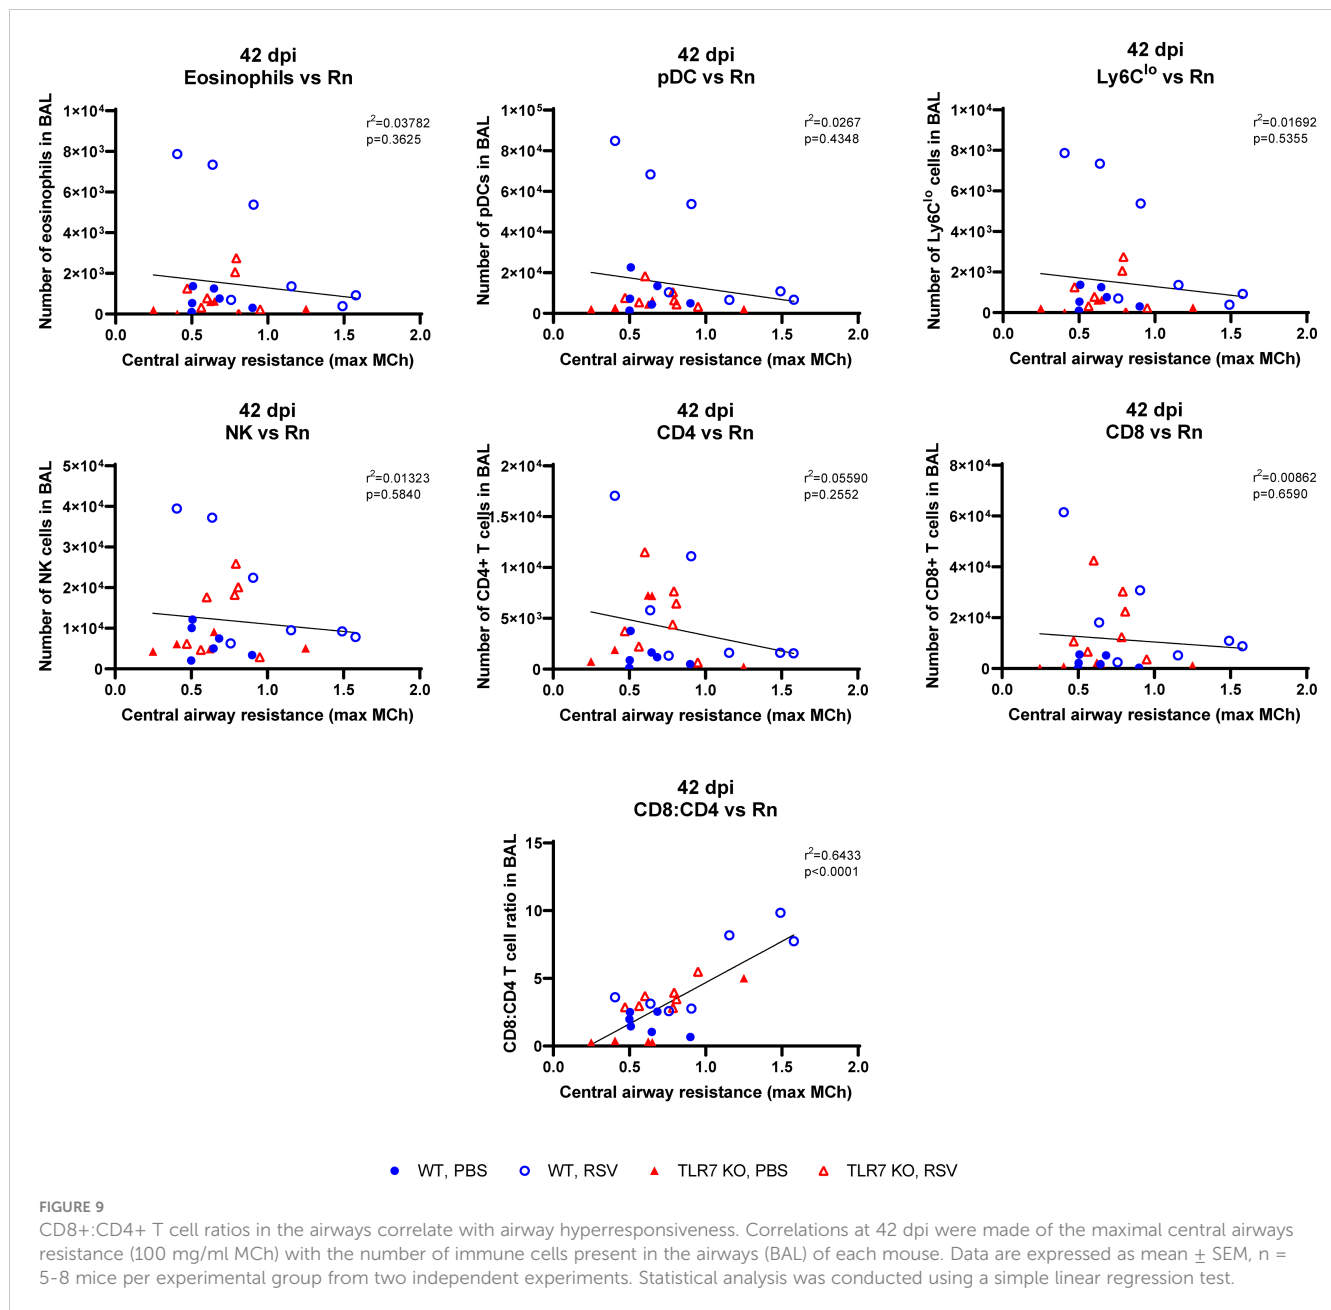 42 dpi
Eosinophils vs Rn
Number of eosinophils in BAL
1×10⁴
8×10³
6×10³
4×10³
2×10³
0
r²=0.03782
p=0.3625
0.0 0.5 1.0 1.5 2.0
Central airway resistance (max MCh)
42 dpi
pDC vs Rn
Number of pDCs in BAL
1×10⁵
8×10⁴
6×10⁴
4×10⁴
2×10⁴
0
r²=0.0267
p=0.4348
0.0 0.5 1.0 1.5 2.0
Central airway resistance (max MCh)
42 dpi
Ly6Cˡᵒ vs Rn
Number of Ly6Cˡᵒ cells in BAL
1×10⁴
8×10³
6×10³
4×10³
2×10³
0
r²=0.01692
p=0.5355
0.0 0.5 1.0 1.5 2.0
Central airway resistance (max MCh)
42 dpi
NK vs Rn
Number of NK cells in BAL
5×10⁴
4×10⁴
3×10⁴
2×10⁴
1×10⁴
0
r²=0.01323
p=0.5840
0.0 0.5 1.0 1.5 2.0
Central airway resistance (max MCh)
42 dpi
CD4 vs Rn
Number of CD4+ T cells in BAL
2×10⁴
1.5×10⁴
1×10⁴
5×10³
0
r²=0.05590
p=0.2552
0.0 0.5 1.0 1.5 2.0
Central airway resistance (max MCh)
42 dpi
CD8 vs Rn
Number of CD8+ T cells in BAL
8×10⁴
6×10⁴
4×10⁴
2×10⁴
0
r²=0.00862
p=0.6590
0.0 0.5 1.0 1.5 2.0
Central airway resistance (max MCh)
42 dpi
CD8:CD4 vs Rn
CD8:CD4 T cell ratio in BAL
15
10
5
0
r²=0.6433
p<0.0001
0.0 0.5 1.0 1.5 2.0
Central airway resistance (max MCh)
WT, PBS WT, RSV TLR7 KO, PBS TLR7 KO, RSV
FIGURE 9
CD8+:CD4+ T cell ratios in the airways correlate with airway hyperresponsiveness. Correlations at 42 dpi were made of the maximal central airways
resistance (100 mg/ml MCh) with the number of immune cells present in the airways (BAL) of each mouse. Data are expressed as mean ± SEM, n =
5-8 mice per experimental group from two independent experiments. Statistical analysis was conducted using a simple linear regression test.